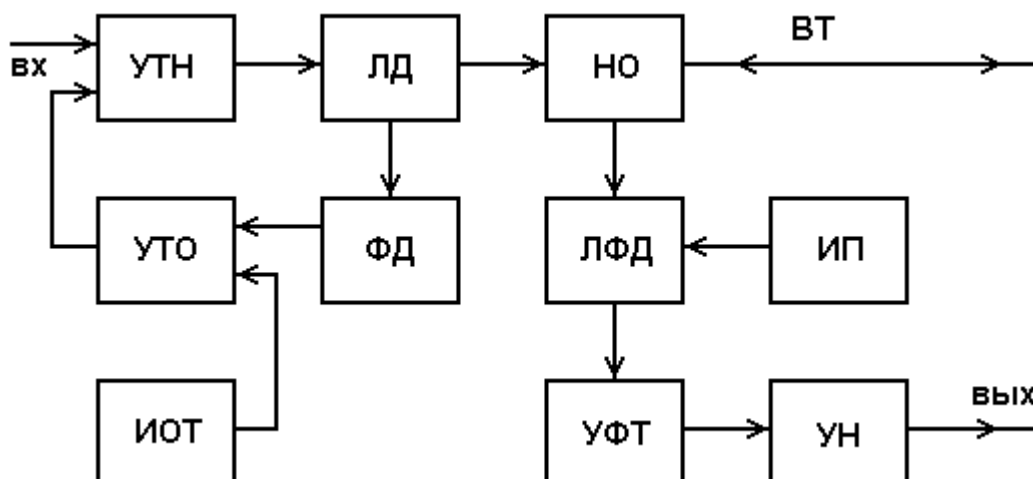 ВТ
вх УТН ЛД НО
УТО ФД ЛФД ИП
вых
ИОТ УФТ УН